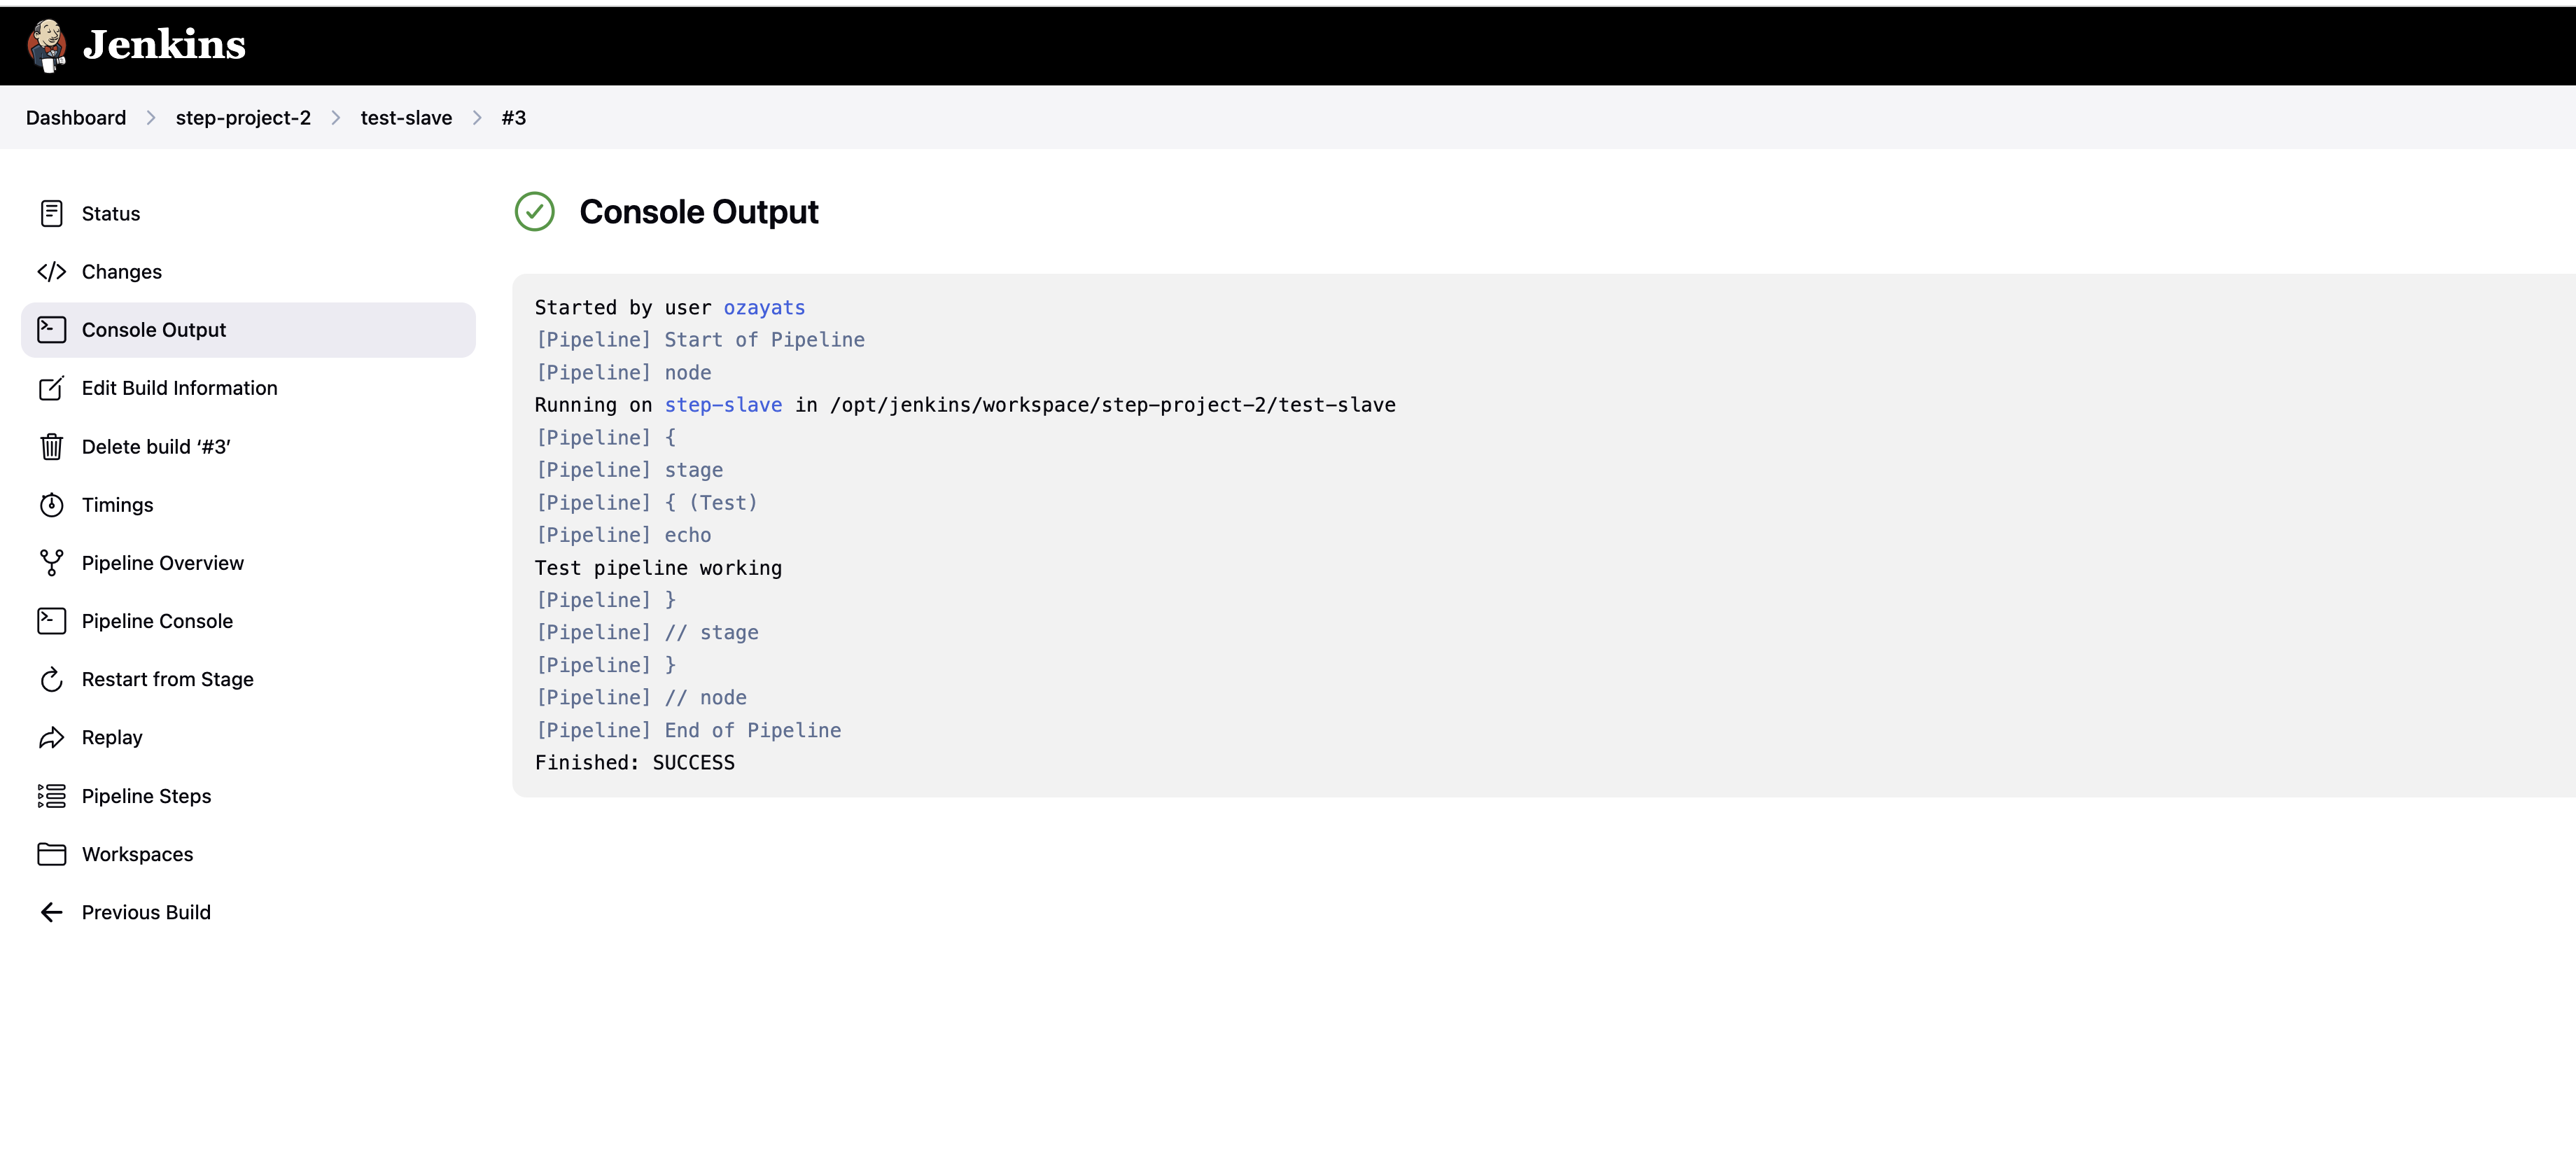 Jenkins
Dashboard > step-project-2 > test-slave > #3
Status
Changes
Console Output
Edit Build Information
Delete build ‘#3’
Timings
Pipeline Overview
Pipeline Console
Restart from Stage
Replay
Pipeline Steps
Workspaces
Previous Build
Console Output
Started by user ozayats
[Pipeline] Start of Pipeline
[Pipeline] node
Running on step-slave in /opt/jenkins/workspace/step-project-2/test-slave
[Pipeline] {
[Pipeline] stage
[Pipeline] { (Test)
[Pipeline] echo
Test pipeline working
[Pipeline] }
[Pipeline] // stage
[Pipeline] }
[Pipeline] // node
[Pipeline] End of Pipeline
Finished: SUCCESS